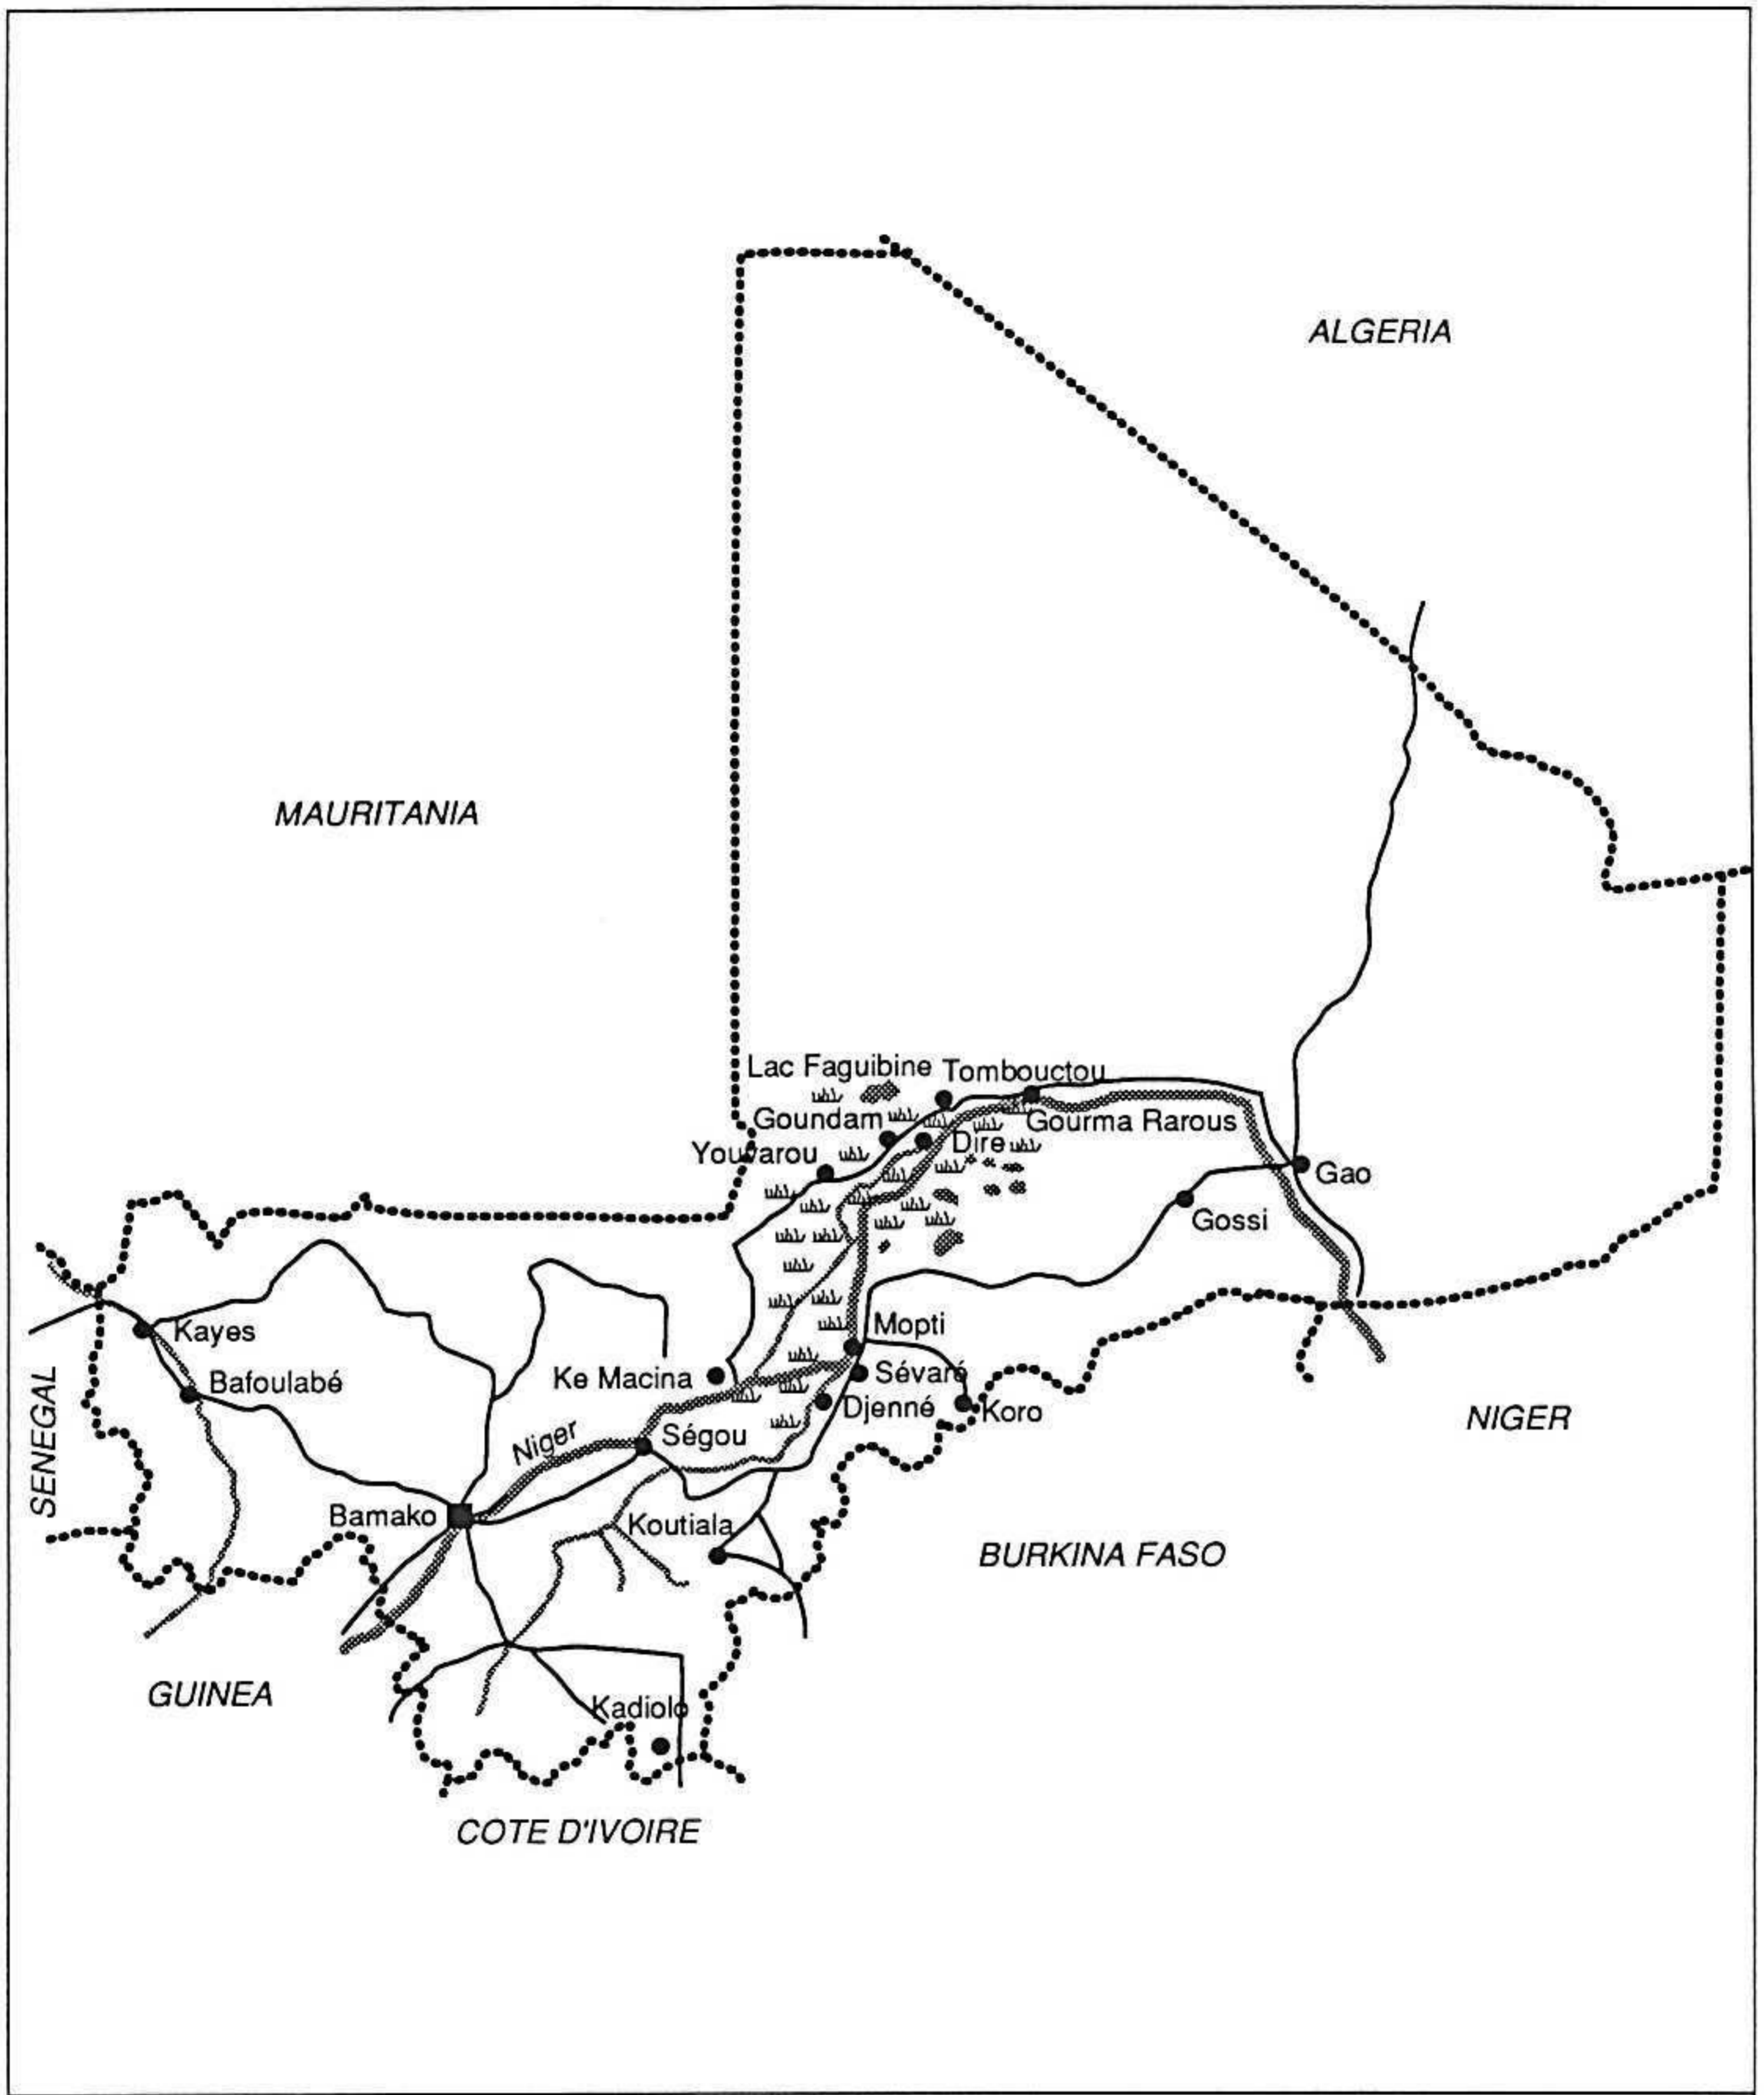 ALGERIA
MAURITANIA
Lac Faguibine
Tombouctou
Goundam
Gourma Rarous
Youvarou
Dire
Gao
Gossi
Kayes
Mopti
Bafoulabé
Ke Macina
Sévaré
SENEGAL
Djenné
Koro
NIGER
Niger
Ségou
Bamako
Koutiala
BURKINA FASO
GUINEA
Kadiolo
COTE D'IVOIRE